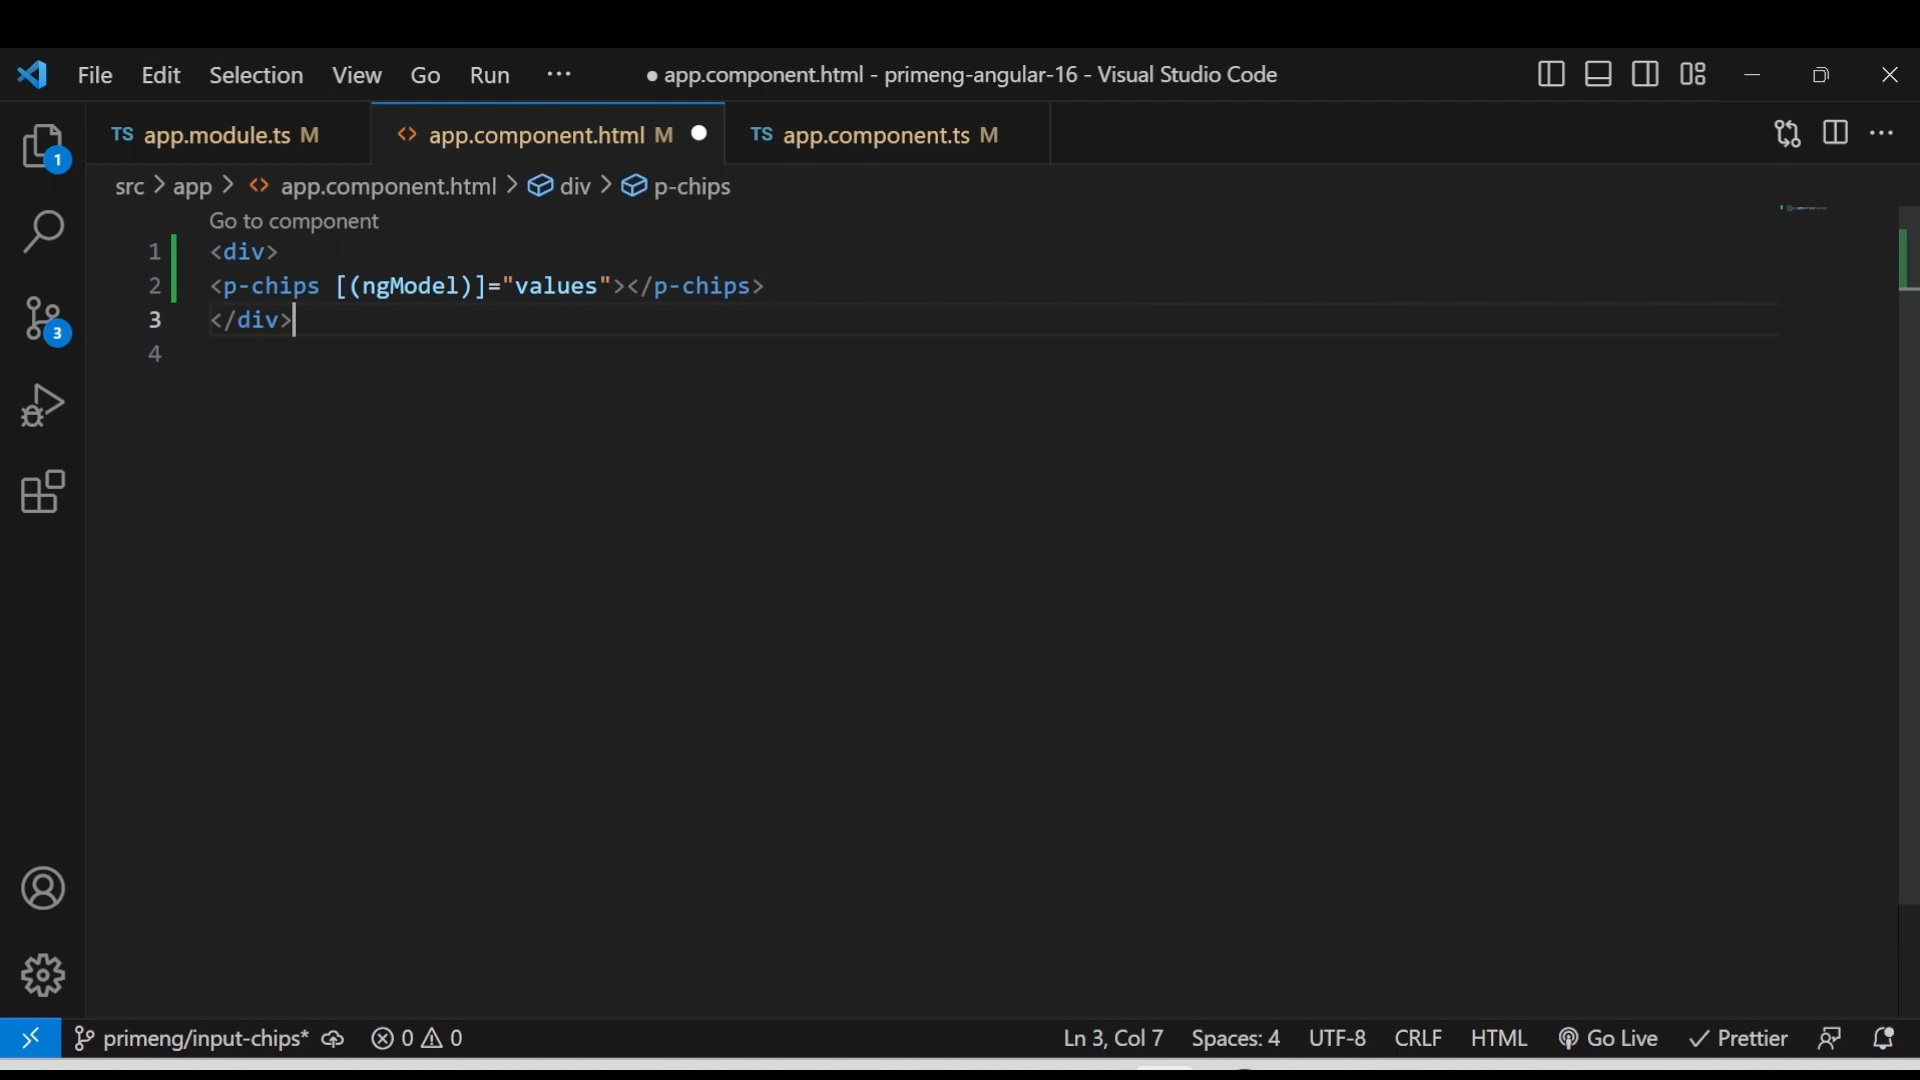 File Edit Selection View Go Run ··· ● app.component.html - primeng-angular-16 - Visual Studio Code
TS app.module.ts M <> app.component.html M ● TS app.component.ts M
src > app > <> app.component.html > div > p-chips
Go to component
1 <div>
2 <p-chips [(ngModel)]="values"></p-chips>
3 </div>
4
1
3
primeng/input-chips* 0 0 Ln 3, Col 7 Spaces: 4 UTF-8 CRLF HTML Go Live Prettier